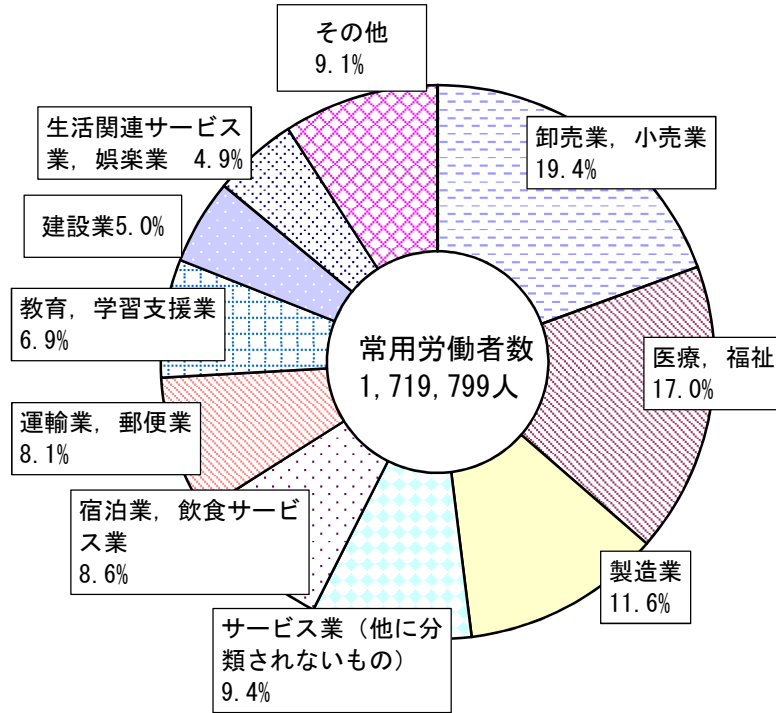 その他
9.1%
卸売業，小売業
19.4%
医療，福祉
17.0%
製造業
11.6%
サービス業（他に分
類されないもの）
9.4%
宿泊業，飲食サービ
ス業
8.6%
運輸業，郵便業
8.1%
教育，学習支援業
6.9%
建設業5.0%
生活関連サービス
業，娯楽業　4.9%
常用労働者数
1,719,799人